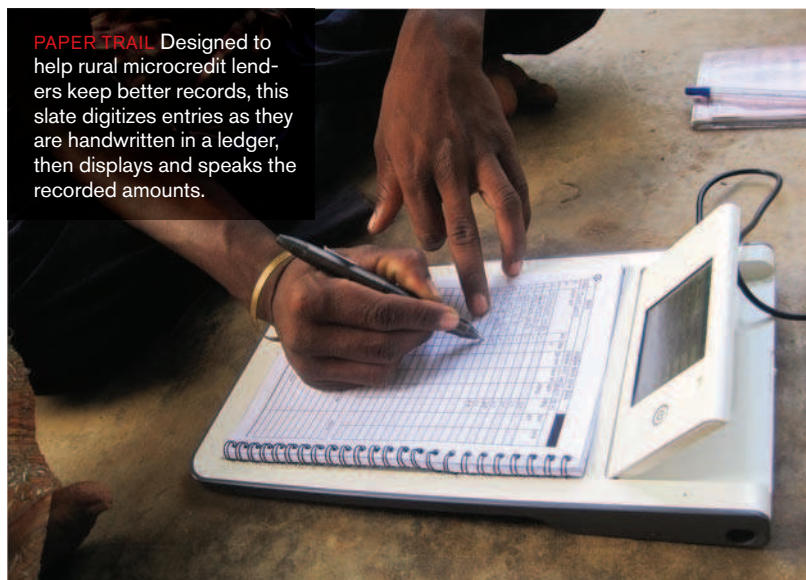 PAPER TRAIL Designed to
help rural microcredit lend-
ers keep better records, this
slate digitizes entries as they
are handwritten in a ledger,
then displays and speaks the
recorded amounts.